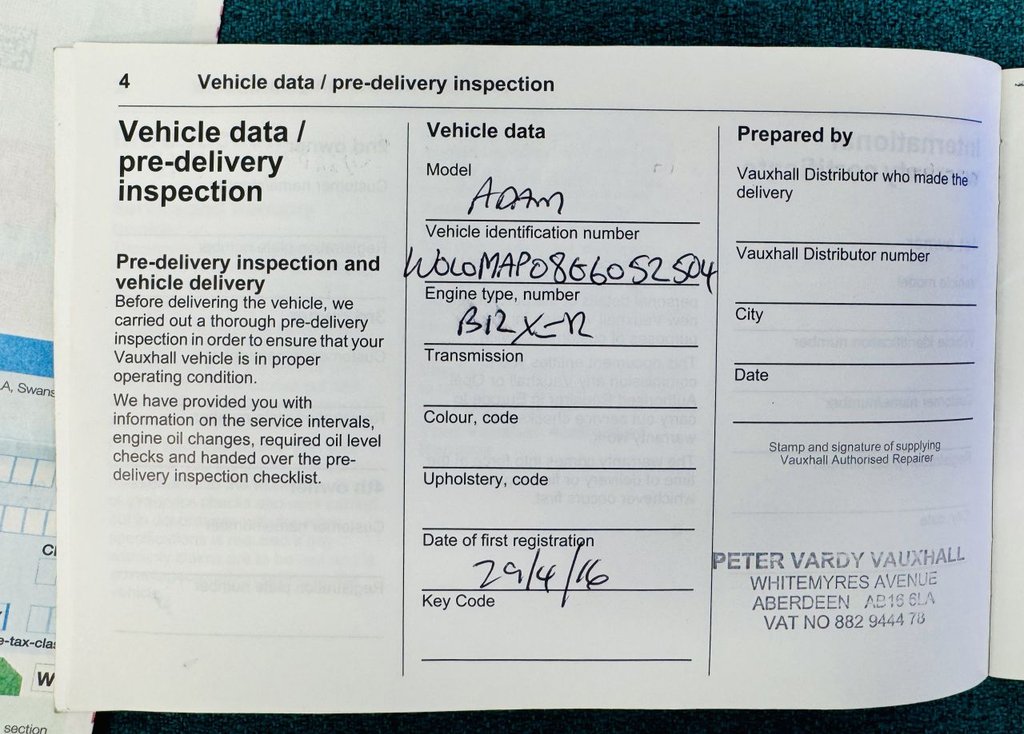 4 Vehicle data / pre-delivery inspection
Vehicle data /
pre-delivery
inspection
Pre-delivery inspection and
vehicle delivery
Before delivering the vehicle, we
carried out a thorough pre-delivery
inspection in order to ensure that your
Vauxhall vehicle is in proper
operating condition.
We have provided you with
information on the service intervals,
engine oil changes, required oil level
checks and handed over the pre-
delivery inspection checklist.
Vehicle data
Model
ADAM
Vehicle identification number
W0L0MAP08G6052504
Engine type, number
B12XER
Transmission
Colour, code
Upholstery, code
Date of first registration
29/4/16
Key Code
Prepared by
Vauxhall Distributor who made the
delivery
Vauxhall Distributor number
City
Date
Stamp and signature of supplying
Vauxhall Authorised Repairer
PETER VARDY VAUXHALL
WHITEMYRES AVENUE
ABERDEEN AB16 6LA
VAT NO 882 9444 78
A, Swans
e-tax-clas
W
section